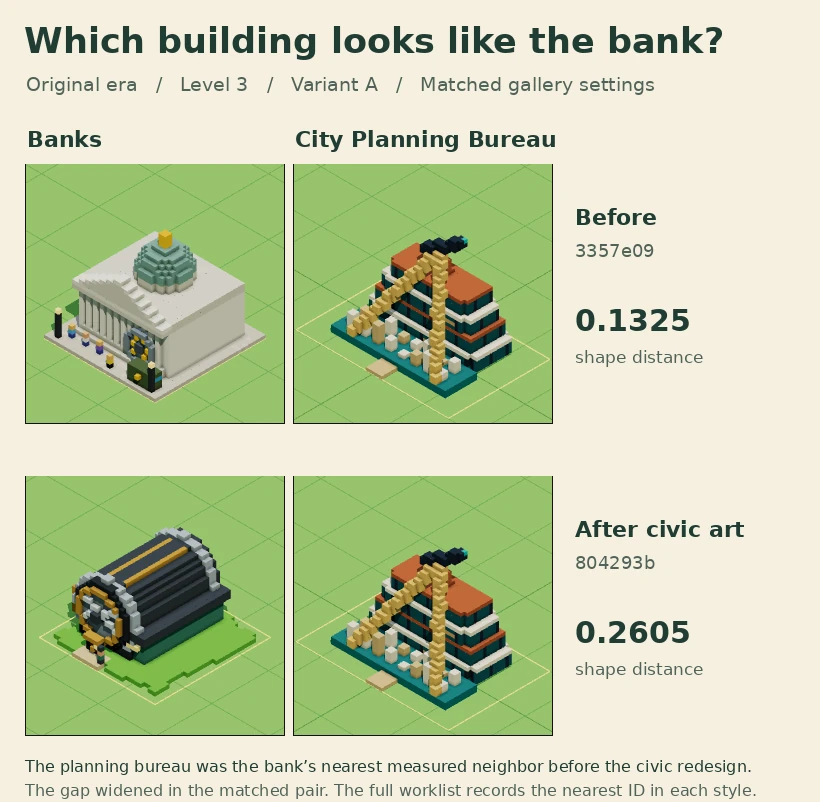 Which building looks like the bank?
Original era / Level 3 / Variant A / Matched gallery settings
Banks
City Planning Bureau
Before
3357e09
0.1325
shape distance
After civic art
804293b
0.2605
shape distance
The planning bureau was the bank’s nearest measured neighbor before the civic redesign.
The gap widened in the matched pair. The full worklist records the nearest ID in each style.